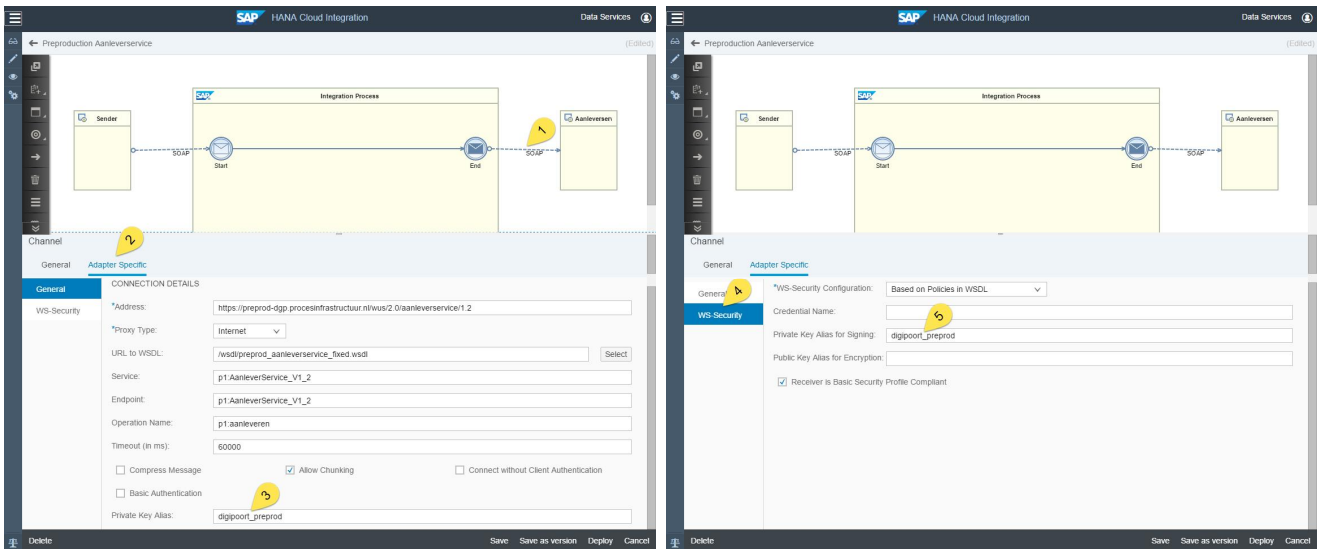 SAP HANA Cloud Integration Data Services
Preproduction Aanleverservice (Edited)
SAP Integration Process
Sender
Aanleversen
1
SOAP
SOAP
Start
End
Channel
2
General Adapter Specific
General
WS-Security
CONNECTION DETAILS
*Address: https://preprod-dgp.procesinfrastructuur.nl/wus/2.0/aanleverservice/1.2
*Proxy Type: Internet
URL to WSDL: /wsdl/preprod_aanleverservice_fixed.wsdl Select
Service: p1:AanleverService_V1_2
Endpoint: p1:AanleverService_V1_2
Operation Name: p1:aanleveren
Timeout (in ms): 60000
Compress Message Allow Chunking Connect without Client Authentication
Basic Authentication
3
Private Key Alias: digipoort_preprod
Delete Save Save as version Deploy Cancel
SAP HANA Cloud Integration Data Services
Preproduction Aanleverservice (Edited)
SAP Integration Process
Sender
Aanleversen
SOAP
SOAP
Start
End
Channel
General Adapter Specific
General
4
WS-Security
*WS-Security Configuration: Based on Policies in WSDL
Credential Name:
5
Private Key Alias for Signing: digipoort_preprod
Public Key Alias for Encryption:
Receiver is Basic Security Profile Compliant
Delete Save Save as version Deploy Cancel